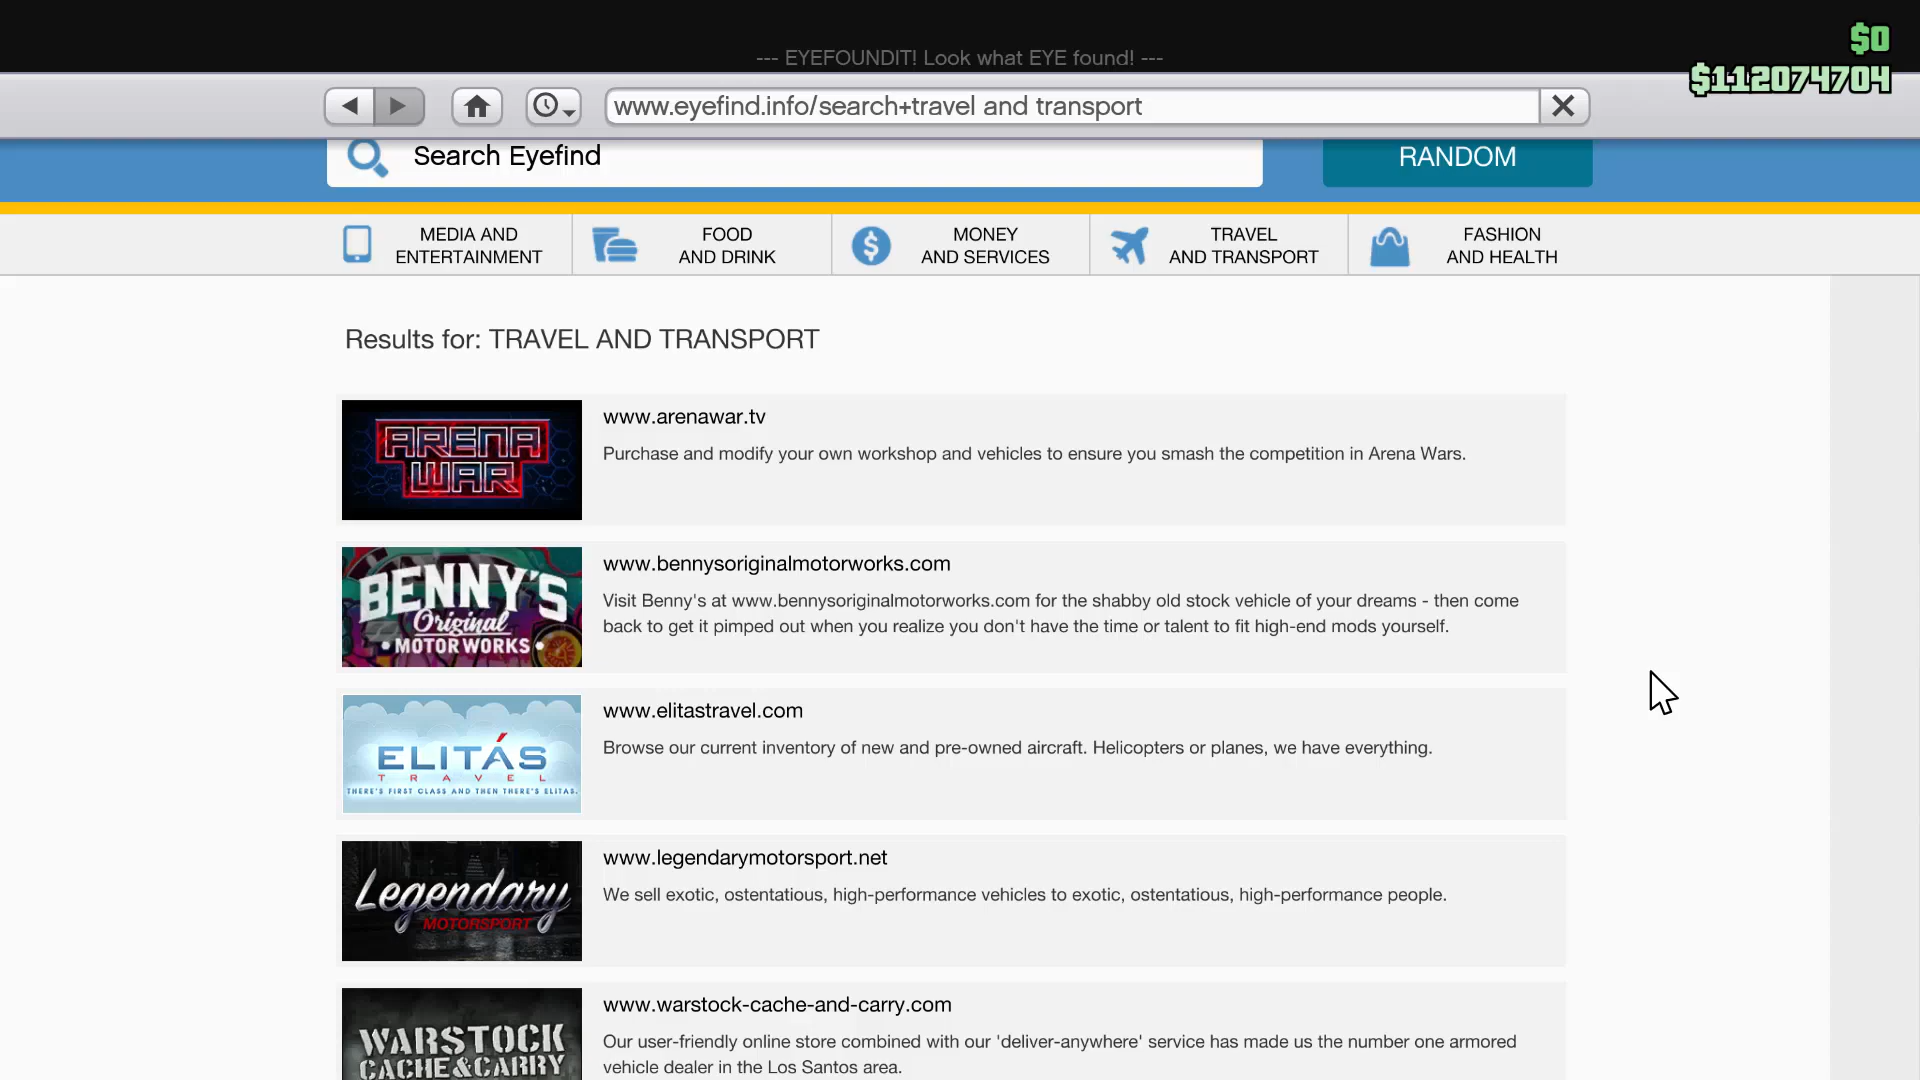 $0
--- EYEFOUNDIT! Look what EYE found! ---
$112074704
www.eyefind.info/search+travel and transport
Search Eyefind
RANDOM
MEDIA AND
ENTERTAINMENT
FOOD
AND DRINK
MONEY
AND SERVICES
TRAVEL
AND TRANSPORT
FASHION
AND HEALTH
Results for: TRAVEL AND TRANSPORT
ARENA
WAR
www.arenawar.tv
Purchase and modify your own workshop and vehicles to ensure you smash the competition in Arena Wars.
BENNY'S
Original
MOTORWORKS
www.bennysoriginalmotorworks.com
Visit Benny's at www.bennysoriginalmotorworks.com for the shabby old stock vehicle of your dreams - then come
back to get it pimped out when you realize you don't have the time or talent to fit high-end mods yourself.
ELITÁS
TRAVEL
THERE'S FIRST CLASS AND THEN THERE'S ELITAS.
www.elitastravel.com
Browse our current inventory of new and pre-owned aircraft. Helicopters or planes, we have everything.
Legendary
MOTORSPORT
www.legendarymotorsport.net
We sell exotic, ostentatious, high-performance vehicles to exotic, ostentatious, high-performance people.
WARSTOCK
CACHE&CARRY
www.warstock-cache-and-carry.com
Our user-friendly online store combined with our 'deliver-anywhere' service has made us the number one armored
vehicle dealer in the Los Santos area.